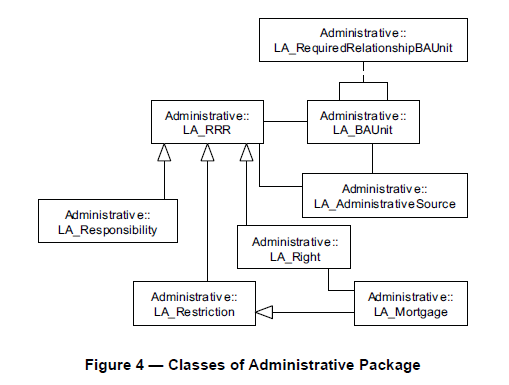 Administrative::
LA_RequiredRelationshipBAUnit
Administrative::
LA_RRR
Administrative::
LA_BAUnit
Administrative::
LA_AdministrativeSource
Administrative::
LA_Responsibility
Administrative::
LA_Right
Administrative::
LA_Restriction
Administrative::
LA_Mortgage
Figure 4 — Classes of Administrative Package